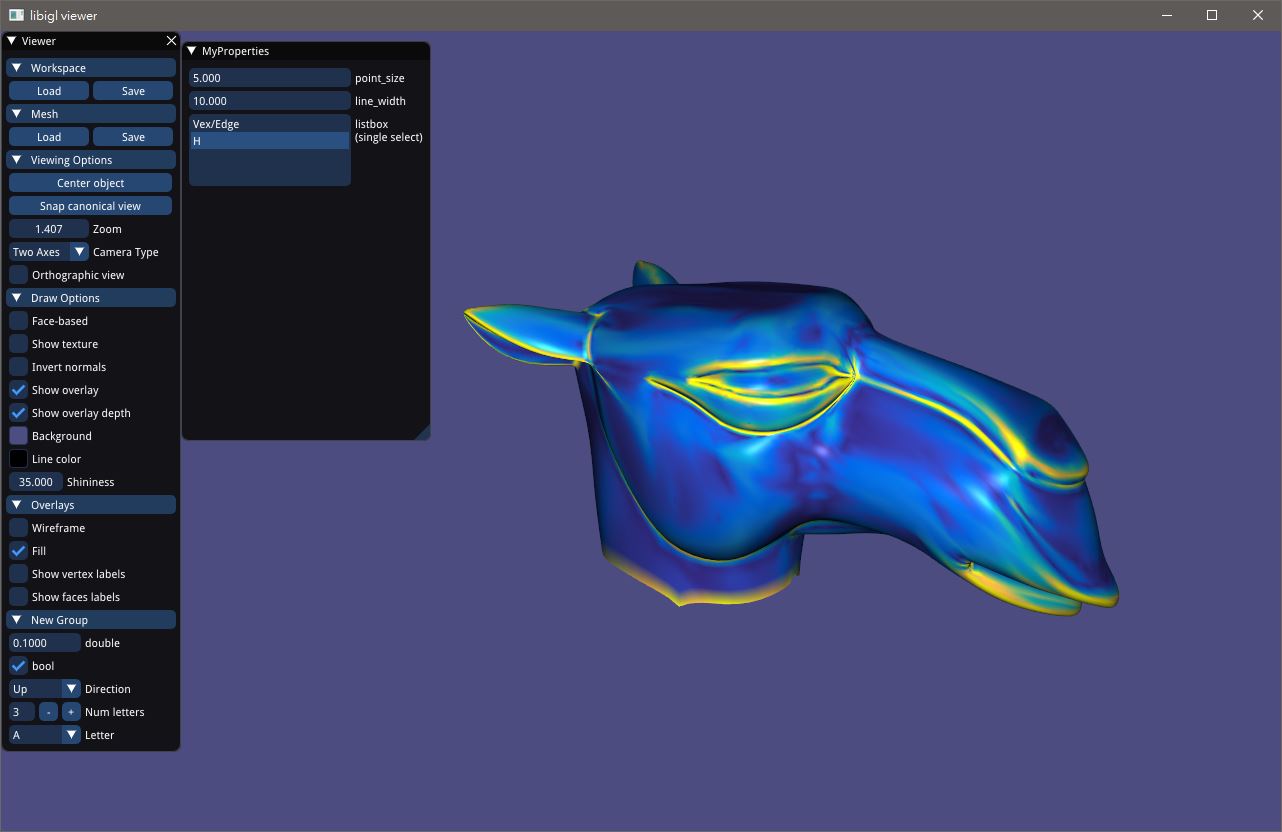 libigl viewer
Viewer
Workspace
Load Save
Mesh
Load Save
Viewing Options
Center object
Snap canonical view
1.407 Zoom
Two Axes Camera Type
Orthographic view
Draw Options
Face-based
Show texture
Invert normals
Show overlay
Show overlay depth
Background
Line color
35.000 Shininess
Overlays
Wireframe
Fill
Show vertex labels
Show faces labels
New Group
0.1000 double
bool
Up Direction
3 - + Num letters
A Letter
MyProperties
5.000 point_size
10.000 line_width
Vex/Edge listbox
H (single select)